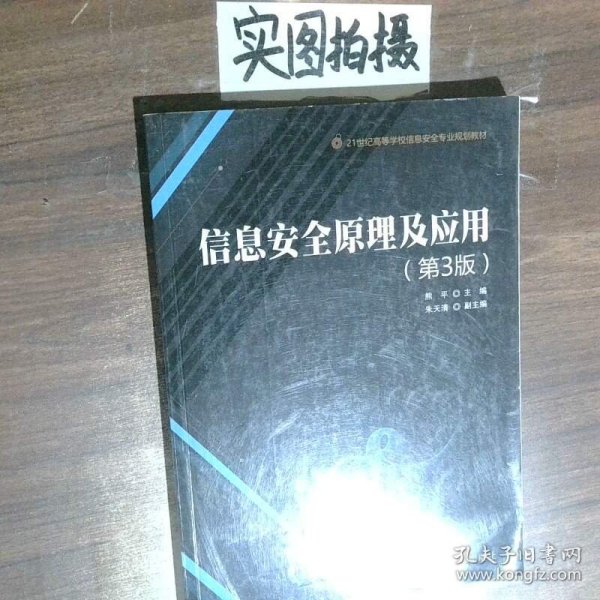 实图拍摄
21世纪高等学校信息安全专业规划教材
信息安全原理及应用
（第3版）
熊 平 ◎ 主 编
朱天清 ◎ 副主编
孔夫子旧书网
www.kongfz.com